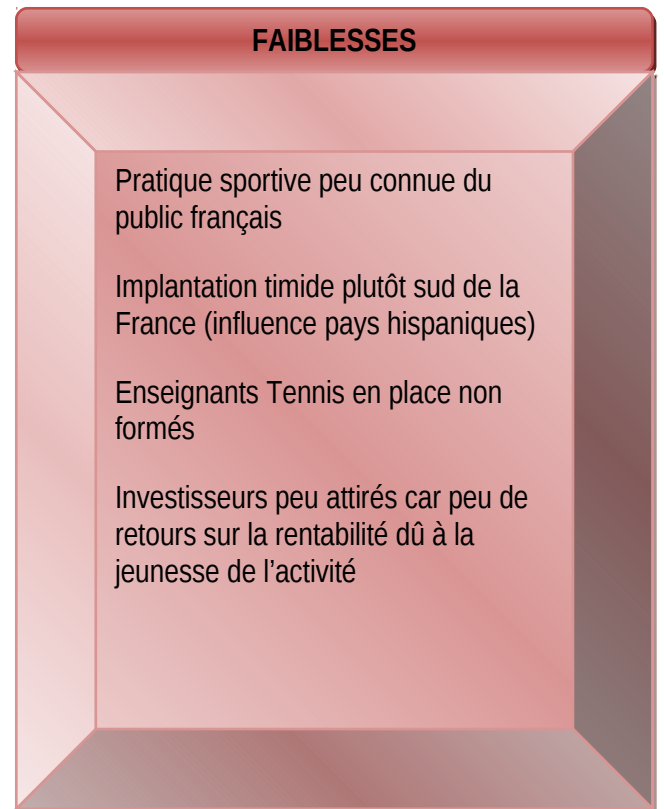 FAIBLESSES
Pratique sportive peu connue du
public français
Implantation timide plutôt sud de la
France (influence pays hispaniques)
Enseignants Tennis en place non
formés
Investisseurs peu attirés car peu de
retours sur la rentabilité dû à la
jeunesse de l’activité